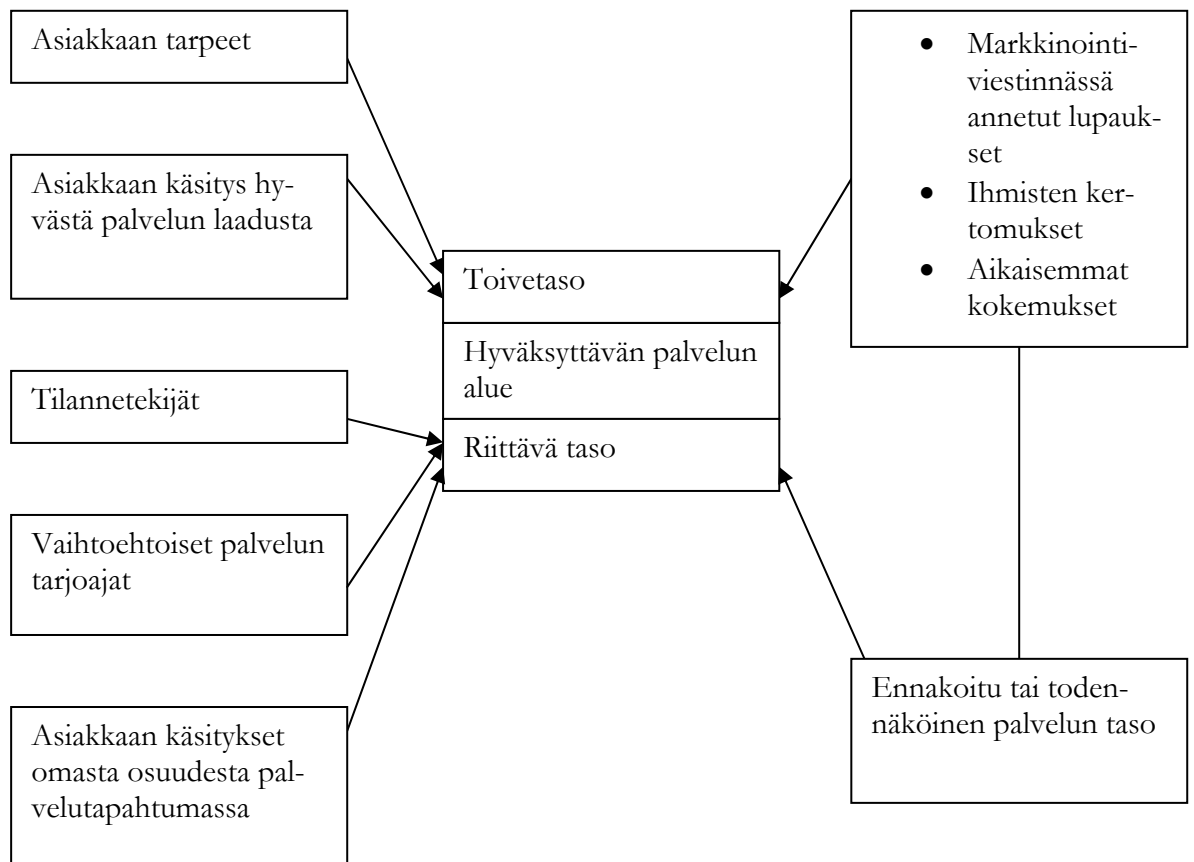 Asiakkaan tarpeet
Asiakkaan käsitys hy-
västä palvelun laadusta
Tilannetekijät
Vaihtoehtoiset palvelun
tarjoajat
Asiakkaan käsitykset
omasta osuudesta pal-
velutapahtumassa
Toivetaso
Hyväksyttävän palvelun
alue
Riittävä taso
• Markkinointi-
viestinnässä
annetut lupauk-
set
• Ihmisten ker-
tomukset
• Aikaisemmat
kokemukset
Ennakoitu tai toden-
näköinen palvelun taso